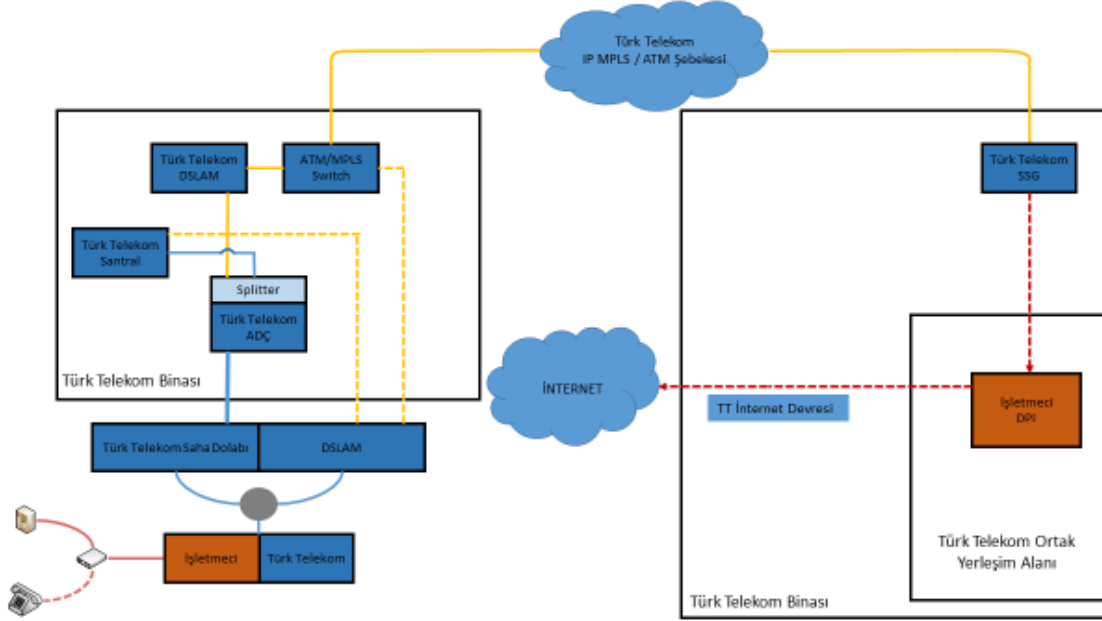 Türk Telekom
IP MPLS / ATM Şebekesi
Türk Telekom
DSLAM
ATM/MPLS
Switch
Türk Telekom
SSG
Türk Telekom
Santral
Splitter
Türk Telekom
ADÇ
Türk Telekom Binası
İNTERNET
TT İnternet Devresi
İşletmeci
DPI
Türk Telekom Saha Dolabı
DSLAM
İşletmeci
Türk Telekom
Türk Telekom Ortak
Yerleşim Alanı
Türk Telekom Binası